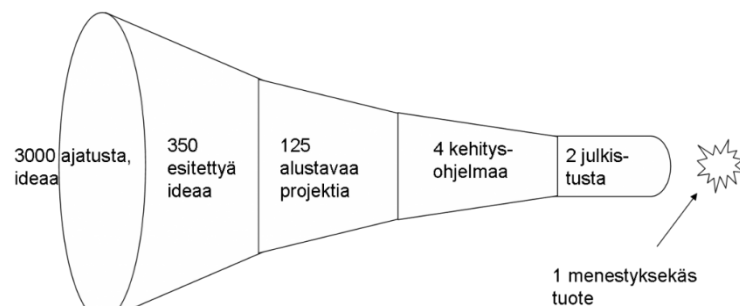 3000 ajatusta,
ideaa
350
esitettyä
ideaa
125
alustavaa
projektia
4 kehitys-
ohjelmaa
2 julkis-
tusta
1 menestyksekäs
tuote